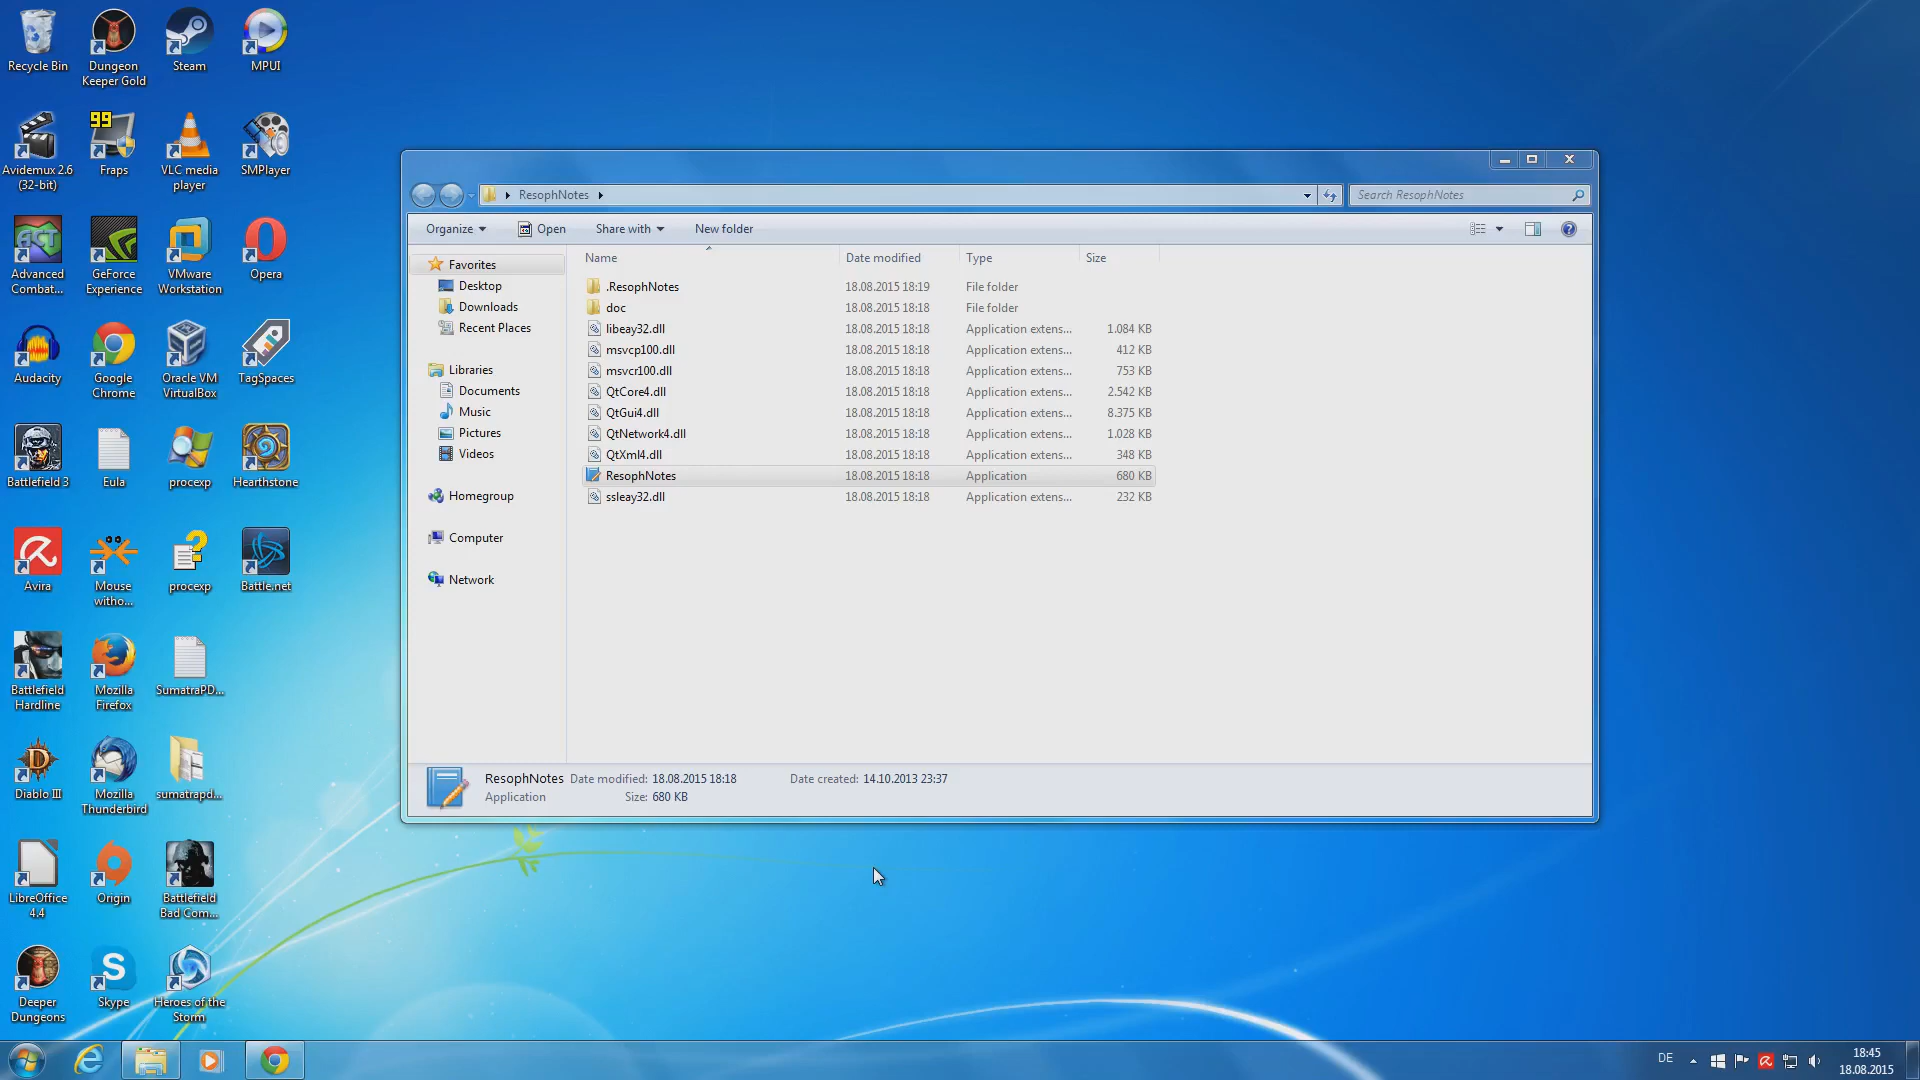 Recycle Bin
Dungeon
Keeper Gold
Steam
MPUI
Avidemux 2.6
(32-bit)
99
Fraps
VLC media
player
SMPlayer
ACT
Advanced
Combat...
GeForce
Experience
VMware
Workstation
Opera
Audacity
Google
Chrome
Oracle VM
VirtualBox
TagSpaces
Battlefield 3
Eula
procexp
Hearthstone
Avira
Mouse
witho...
procexp
Battle.net
Battlefield
Hardline
Mozilla
Firefox
SumatraPD...
Diablo III
Mozilla
Thunderbird
sumatrapd...
LibreOffice
4.4
Origin
Battlefield
Bad Com...
Deeper
Dungeons
Skype
Heroes of the
Storm
ResophNotes
Search ResophNotes
Organize
Open
Share with
New folder
Favorites
Desktop
Downloads
Recent Places
Libraries
Documents
Music
Pictures
Videos
Homegroup
Computer
Network
Name Date modified Type Size
.ResophNotes 18.08.2015 18:19 File folder
doc 18.08.2015 18:18 File folder
libeay32.dll 18.08.2015 18:18 Application extens... 1.084 KB
msvcp100.dll 18.08.2015 18:18 Application extens... 412 KB
msvcr100.dll 18.08.2015 18:18 Application extens... 753 KB
QtCore4.dll 18.08.2015 18:18 Application extens... 2.542 KB
QtGui4.dll 18.08.2015 18:18 Application extens... 8.375 KB
QtNetwork4.dll 18.08.2015 18:18 Application extens... 1.028 KB
QtXml4.dll 18.08.2015 18:18 Application extens... 348 KB
ResophNotes 18.08.2015 18:18 Application 680 KB
ssleay32.dll 18.08.2015 18:18 Application extens... 232 KB
ResophNotes Date modified: 18.08.2015 18:18 Date created: 14.10.2013 23:37
Application Size: 680 KB
DE
18:45
18.08.2015